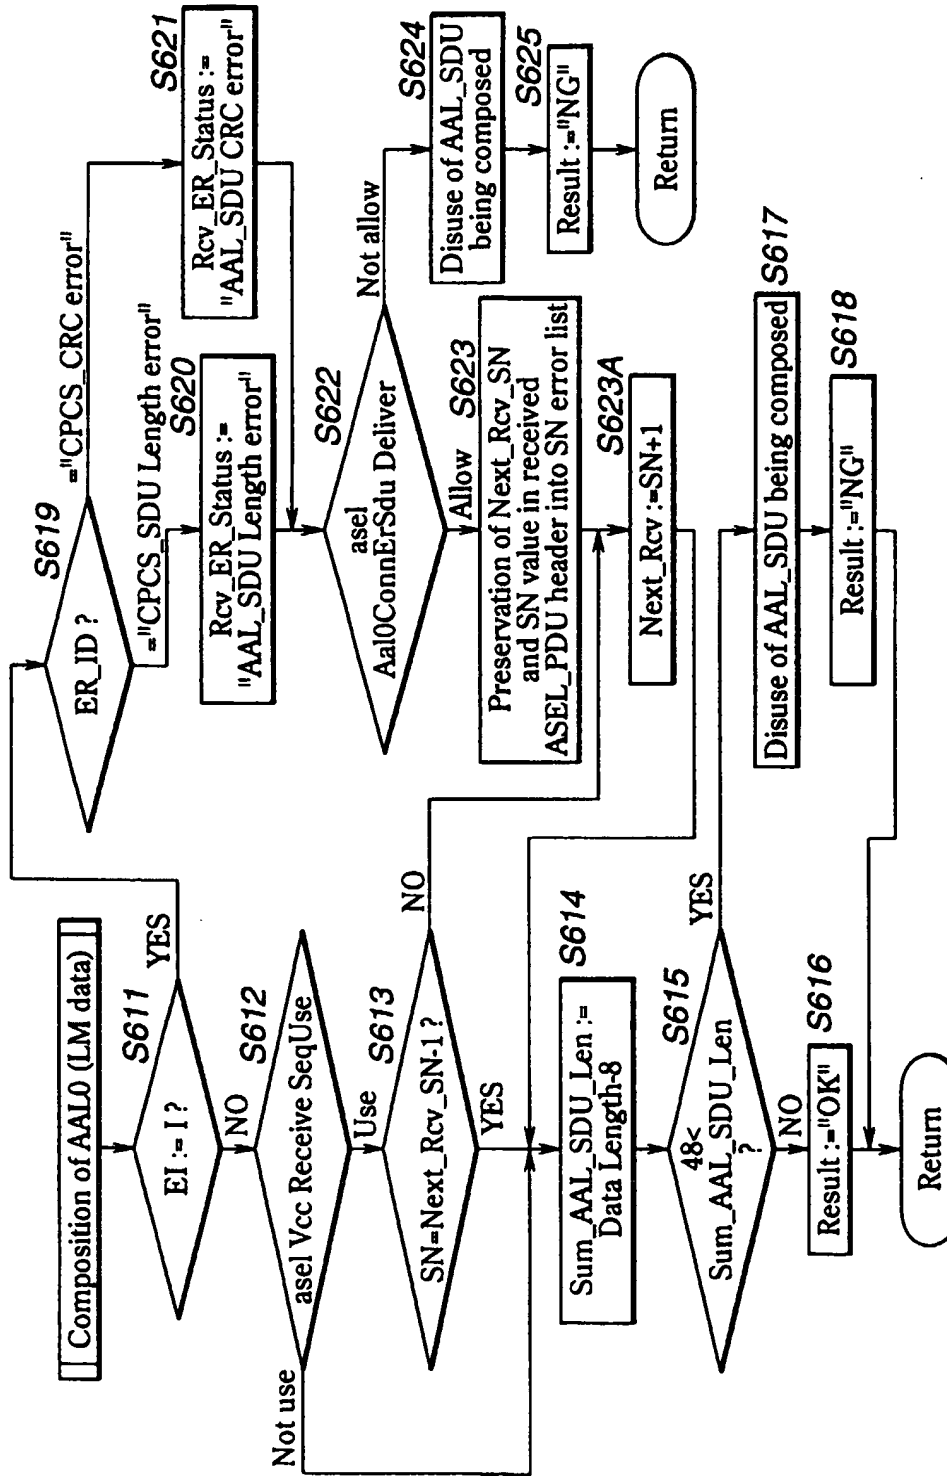 Composition of AAL0 (LM data)
S611
EI := I ?
YES
NO
S612
asel Vcc Receive SeqUse
Not use
Use
S613
SN=Next_Rcv_SN-1 ?
NO
YES
S614
Sum_AAL_SDU_Len :=
Data Length-8
S615
48<
Sum_AAL_SDU_Len
?
YES
NO
S616
Result :="OK"
Return
S619
ER_ID ?
="CPCS_CRC error"
="CPCS_SDU Length error"
S620
Rcv_ER_Status :=
"AAL_SDU Length error"
S621
Rcv_ER_Status :=
"AAL_SDU CRC error"
S622
asel
Aal0ConnErSdu Deliver
Not allow
Allow
S623
Preservation of Next_Rcv_SN
and SN value in received
ASEL_PDU header into SN error list
S623A
Next_Rcv :=SN+1
S617
Disuse of AAL_SDU being composed
S618
Result :="NG"
S624
Disuse of AAL_SDU
being composed
S625
Result :="NG"
Return